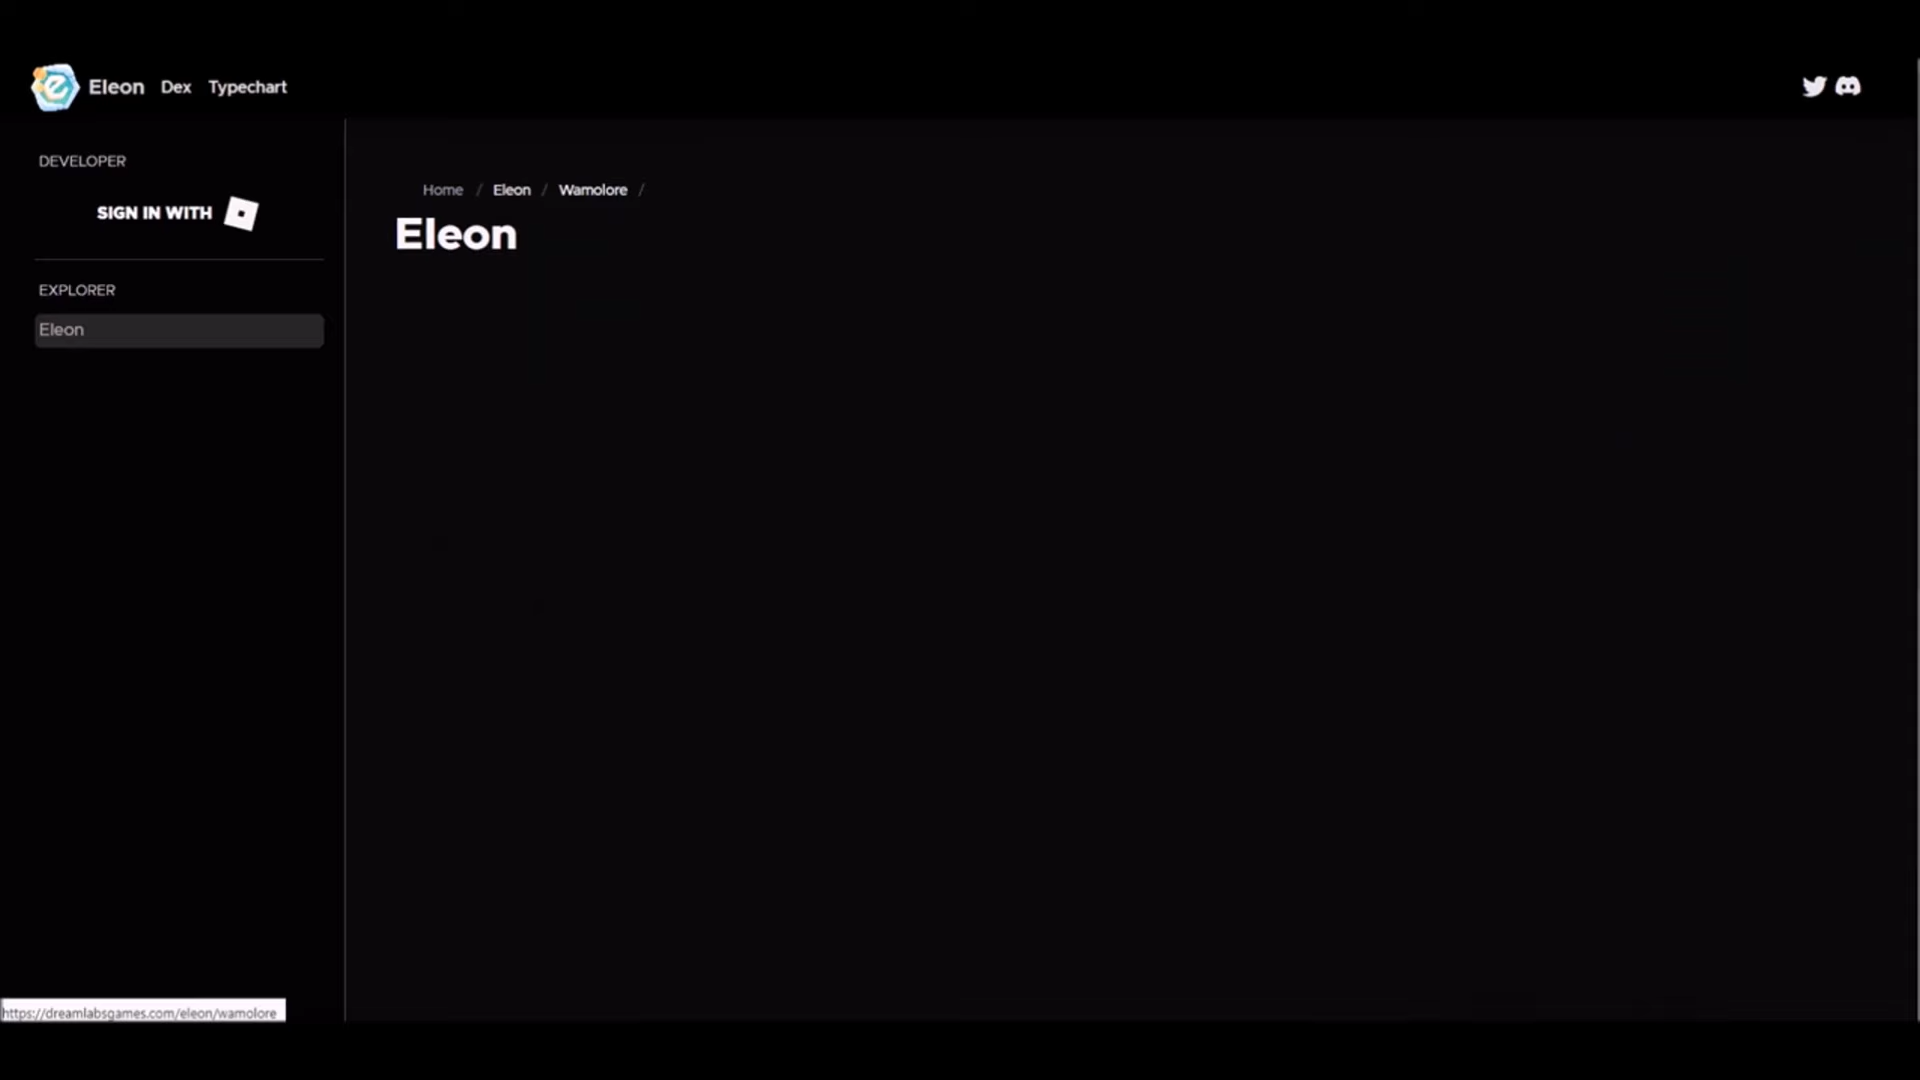 Eleon Dex Typechart
DEVELOPER
SIGN IN WITH
EXPLORER
Eleon
Home / Eleon / Wamolore /
Eleon
https://dreamlabsgames.com/eleon/wamolore